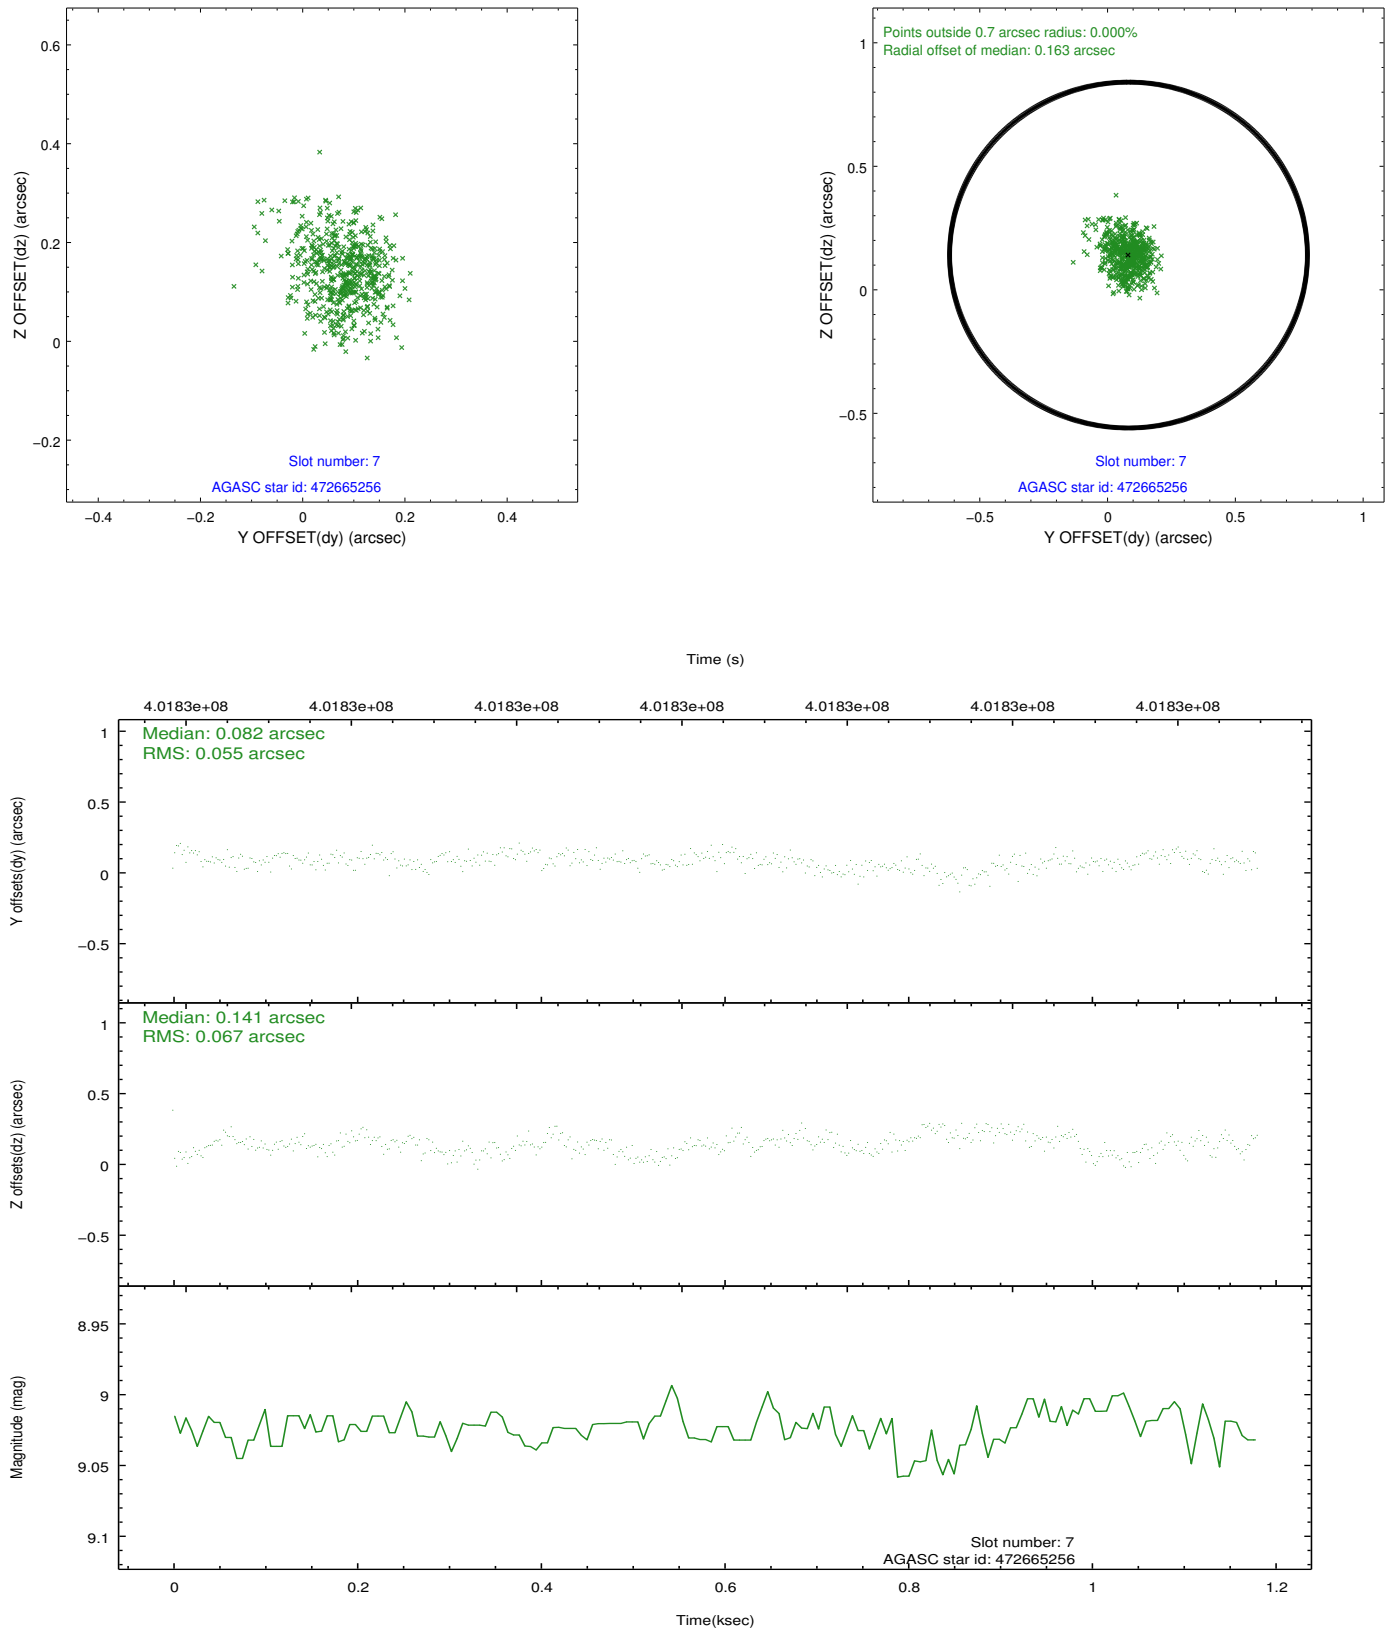 0.6
0.4
0.2
0
−0.2
Z OFFSET(dz) (arcsec)
Slot number: 7
AGASC star id: 472665256
−0.4 −0.2 0 0.2 0.4
Y OFFSET(dy) (arcsec)
Points outside 0.7 arcsec radius: 0.000%
Radial offset of median: 0.163 arcsec
1
0.5
0
−0.5
Z OFFSET(dz) (arcsec)
Slot number: 7
AGASC star id: 472665256
−0.5 0 0.5 1
Y OFFSET(dy) (arcsec)
Time (s)
4.0183e+08 4.0183e+08 4.0183e+08 4.0183e+08 4.0183e+08 4.0183e+08 4.0183e+08
Median: 0.082 arcsec
RMS: 0.055 arcsec
1
0.5
0
−0.5
Y offsets(dy) (arcsec)
Median: 0.141 arcsec
RMS: 0.067 arcsec
1
0.5
0
−0.5
Z offsets(dz) (arcsec)
8.95
9
9.05
9.1
Magnitude (mag)
Slot number: 7
AGASC star id: 472665256
0 0.2 0.4 0.6 0.8 1 1.2
Time(ksec)